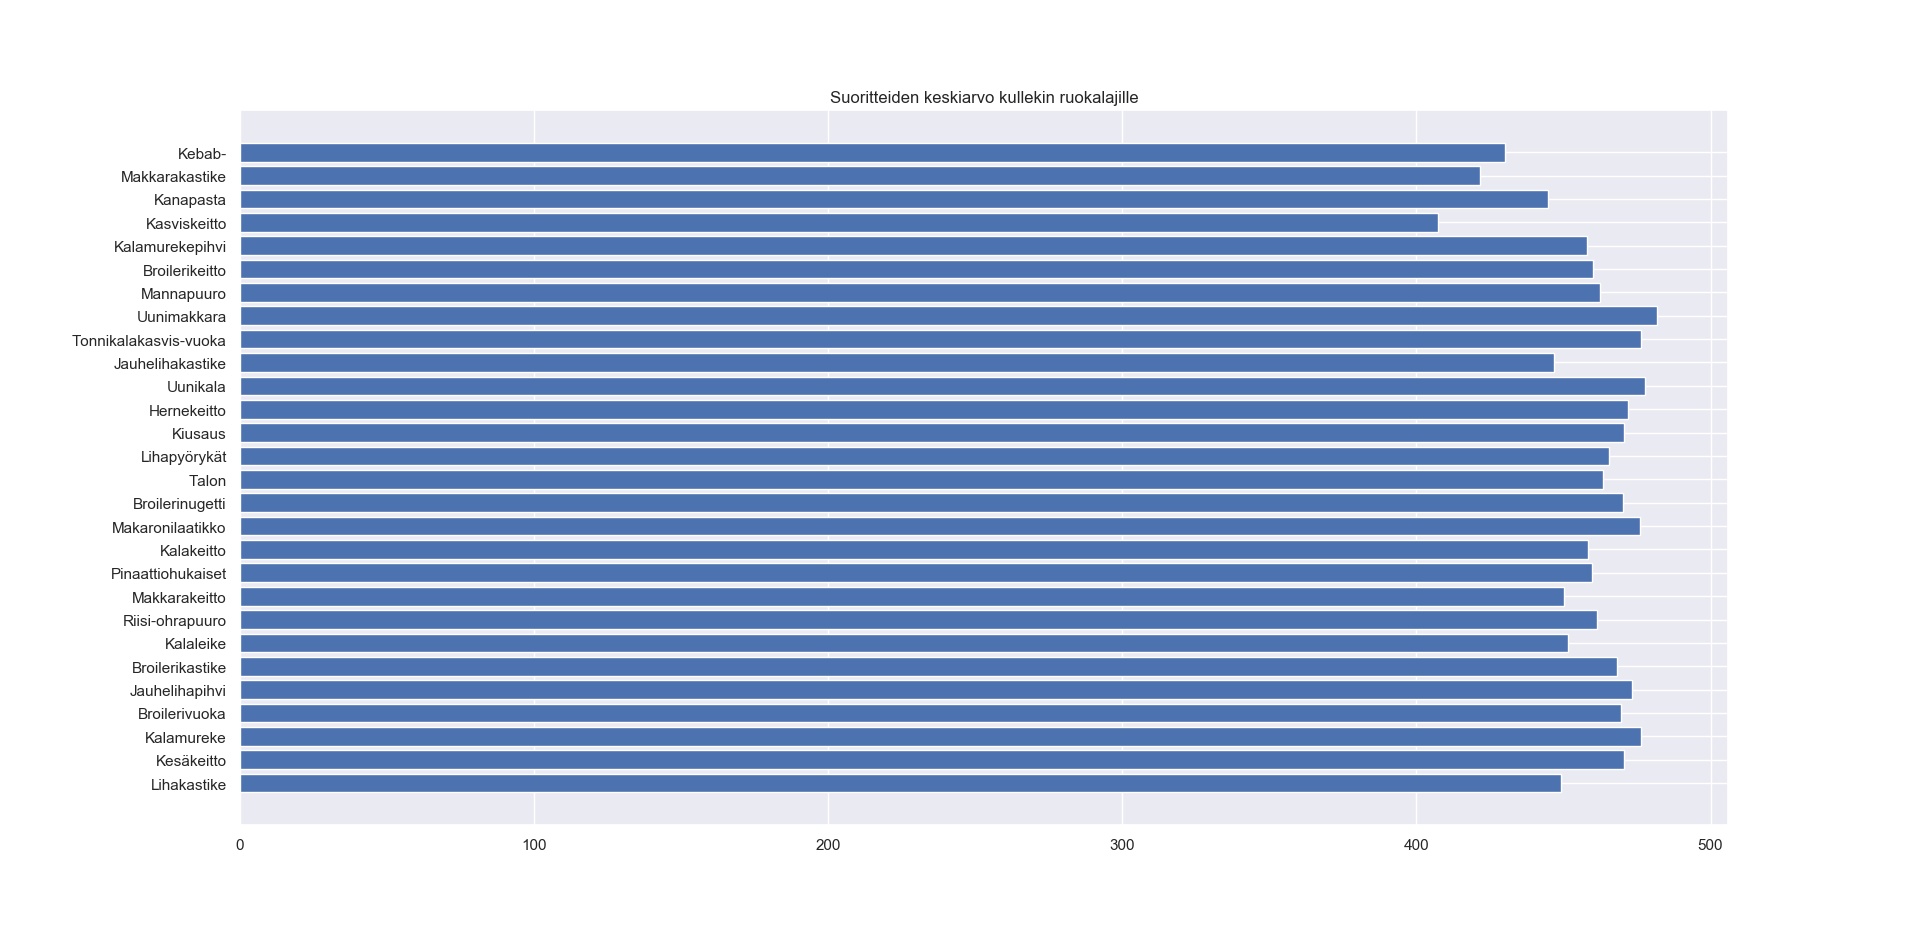 Suoritteiden keskiarvo kullekin ruokalajille
Kebab-
Makkarakastike
Kanapasta
Kasviskeitto
Kalamurekepihvi
Broilerikeitto
Mannapuuro
Uunimakkara
Tonnikalakasvis-vuoka
Jauhelihakastike
Uunikala
Hernekeitto
Kiusaus
Lihapyörykät
Talon
Broilerinugetti
Makaronilaatikko
Kalakeitto
Pinaattiohukaiset
Makkarakeitto
Riisi-ohrapuuro
Kalaleike
Broilerikastike
Jauhelihapihvi
Broilerivuoka
Kalamureke
Kesäkeitto
Lihakastike
0 100 200 300 400 500